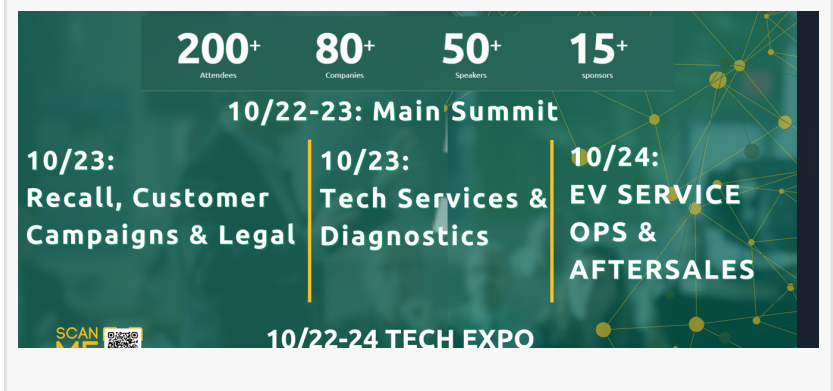 200+ 80+ 50+ 15+
Attendees Companies Speakers sponsors
10/22-23: Main Summit
10/23:
Recall, Customer
Campaigns & Legal
10/23:
Tech Services &
Diagnostics
10/24:
EV SERVICE
OPS &
AFTERSALES
SCAN
ME
10/22-24 TECH EXPO